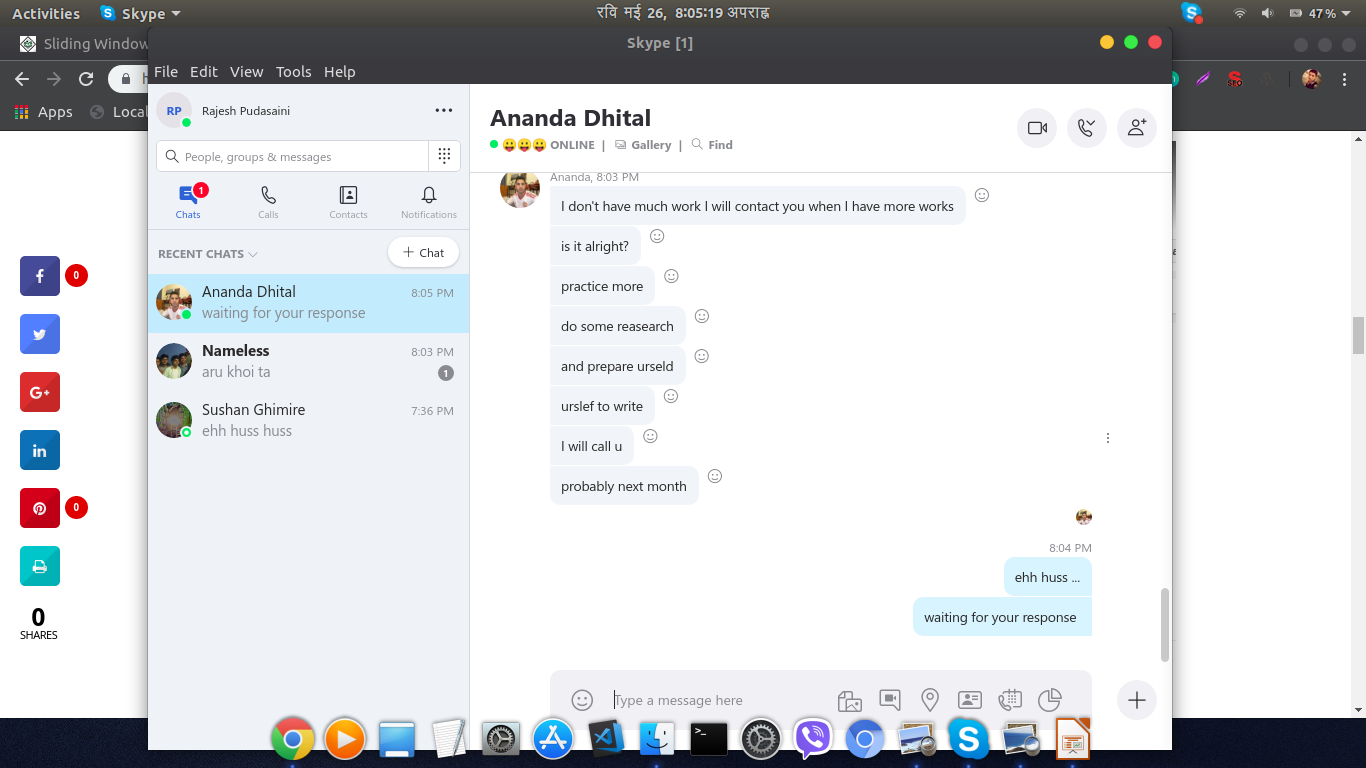 Activities
Skype
रवि मई 26, 8:05:19 अपराह्न
47%
Sliding Window
Skype [1]
File Edit View Tools Help
Apps
Local
RP
Rajesh Pudasaini
People, groups & messages
Chats
1
Calls
Contacts
Notifications
RECENT CHATS
+ Chat
Ananda Dhital
8:05 PM
waiting for your response
Nameless
8:03 PM
aru khoi ta
1
Sushan Ghimire
7:36 PM
ehh huss huss
0
G+
in
0
0
SHARES
Ananda Dhital
ONLINE | Gallery | Find
Ananda, 8:03 PM
I don't have much work I will contact you when I have more works
is it alright?
practice more
do some reasearch
and prepare urseld
urslef to write
I will call u
probably next month
8:04 PM
ehh huss ...
waiting for your response
Type a message here